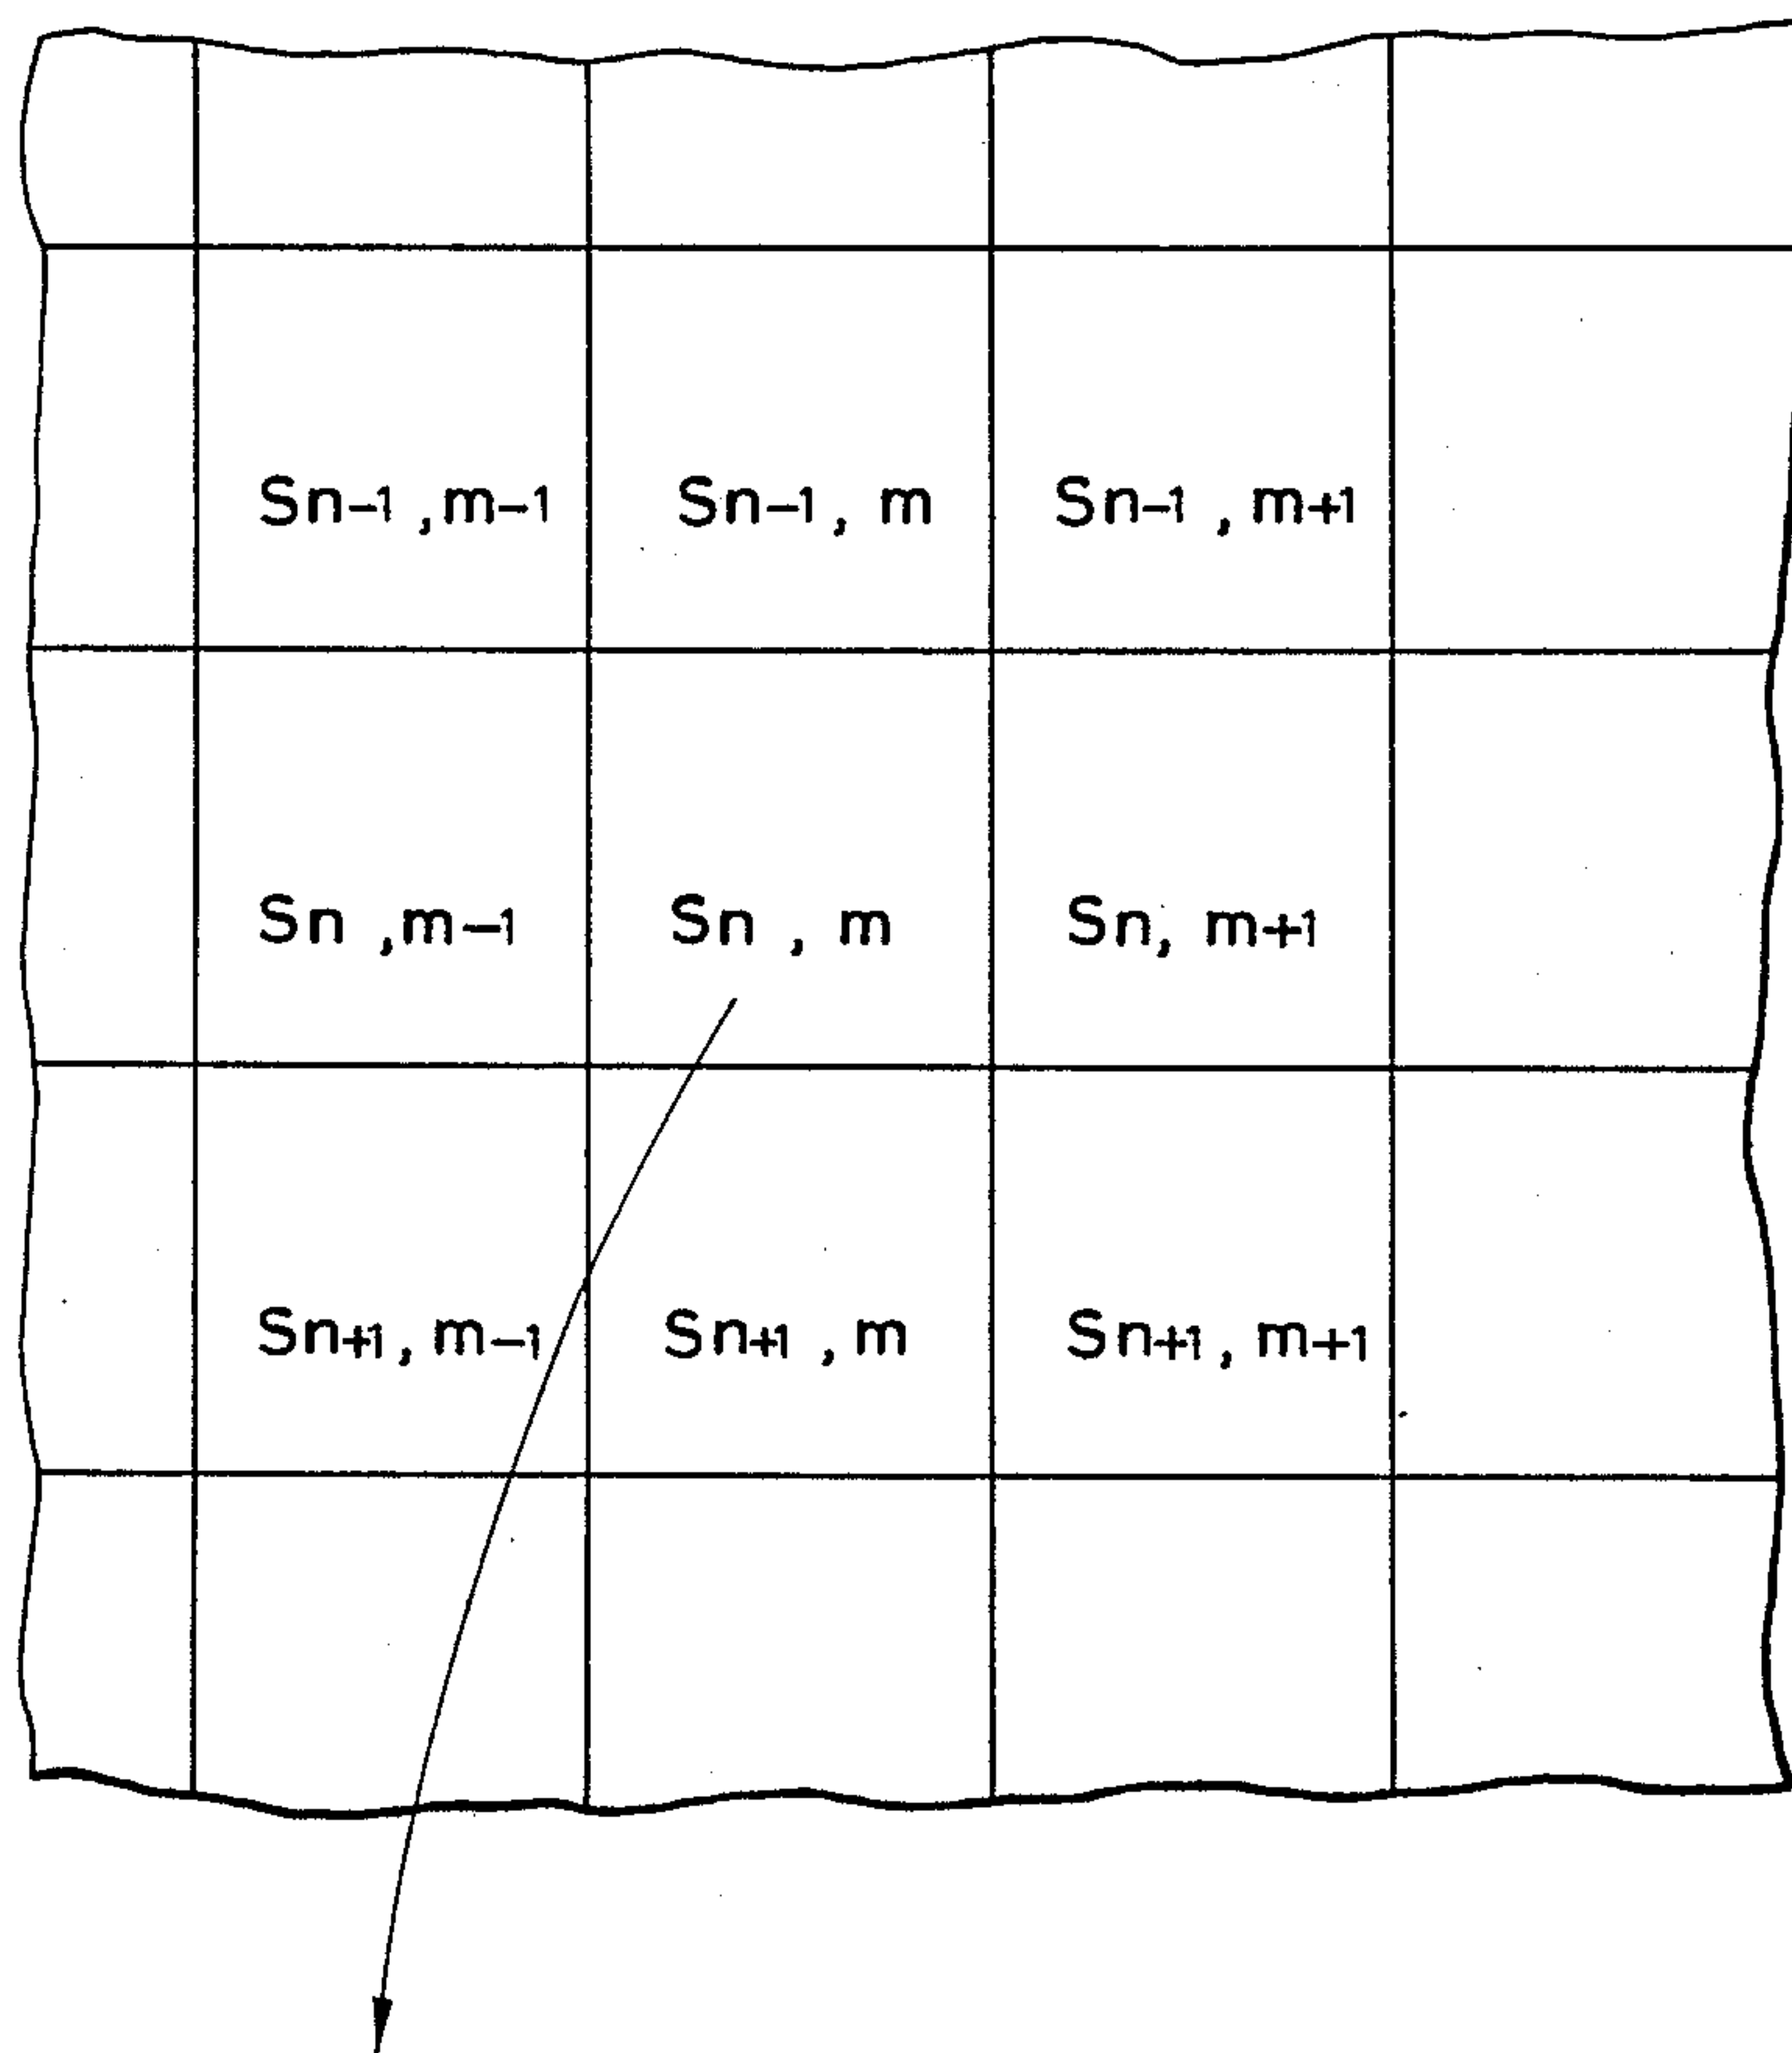 Sn-1 ,m-1 Sn-1, m Sn-1 , m+1
Sn ,m-1 Sn , m Sn, m+1
Sn+1, m-1 Sn+1 ,m Sn+1, m+1